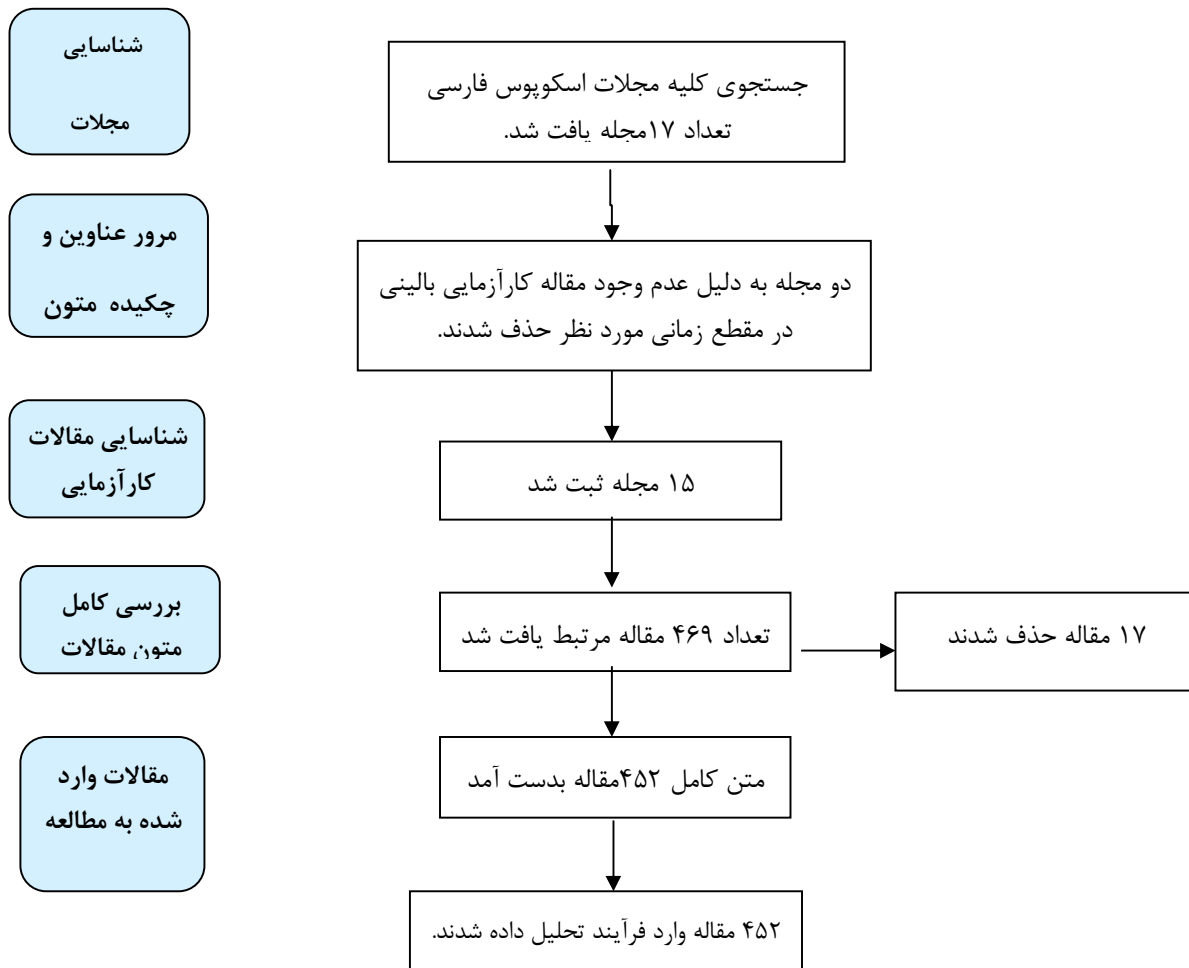 شناسایی
مجلات
جستجوی کلیه مجلات اسکوپوس فارسی
تعداد ۱۷مجله یافت شد.
مرور عناوین و
چکیده متون
دو مجله به دلیل عدم وجود مقاله کارآزمایی بالینی
در مقطع زمانی مورد نظر حذف شدند.
شناسایی مقالات
کارآزمایی
۱۵ مجله ثبت شد
بررسی کامل
متون مقالات
تعداد ۴۶۹ مقاله مرتبط یافت شد
۱۷ مقاله حذف شدند
مقالات وارد
شده به مطالعه
متن کامل ۴۵۲مقاله بدست آمد
۴۵۲ مقاله وارد فرآیند تحلیل داده شدند.